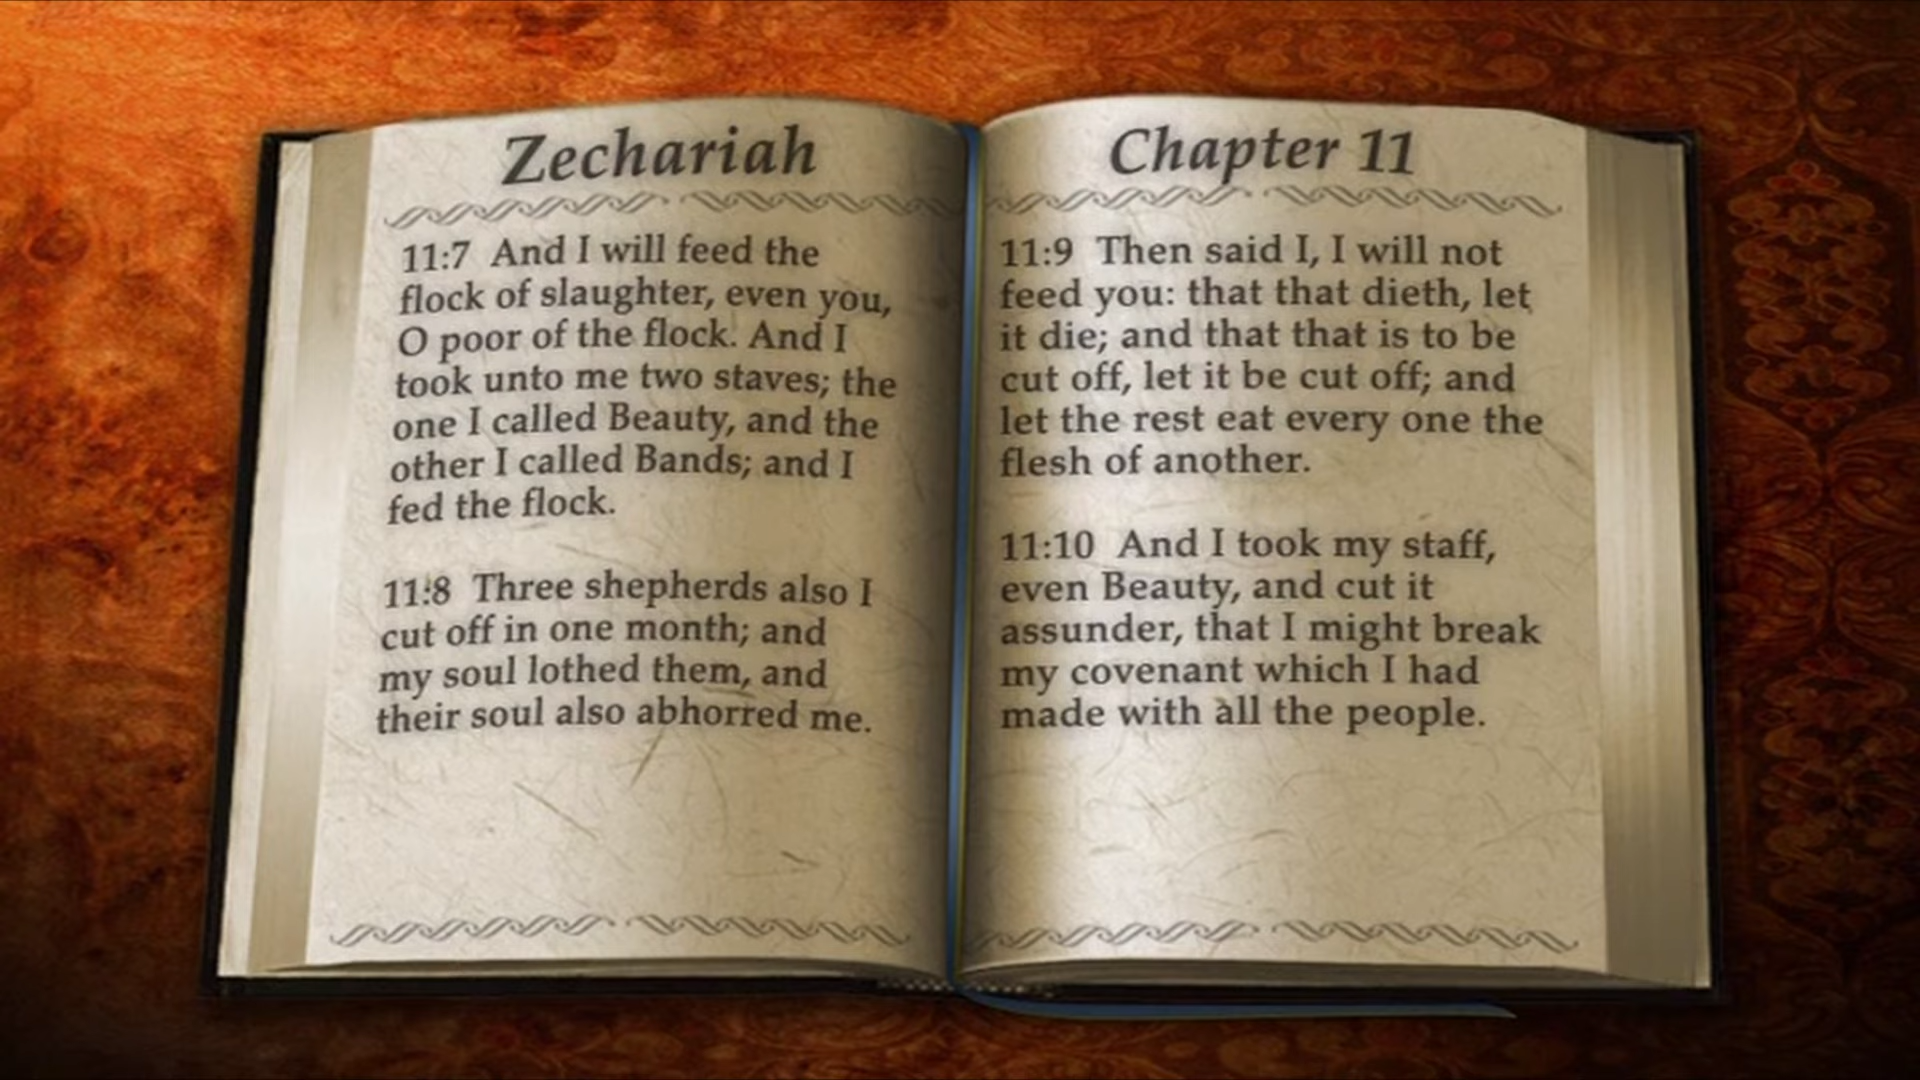 Zechariah
11:7 And I will feed the
flock of slaughter, even you,
O poor of the flock. And I
took unto me two staves; the
one I called Beauty, and the
other I called Bands; and I
fed the flock.
11:8 Three shepherds also I
cut off in one month; and
my soul lothed them, and
their soul also abhorred me.
Chapter 11
11:9 Then said I, I will not
feed you: that that dieth, let
it die; and that that is to be
cut off, let it be cut off; and
let the rest eat every one the
flesh of another.
11:10 And I took my staff,
even Beauty, and cut it
assunder, that I might break
my covenant which I had
made with all the people.